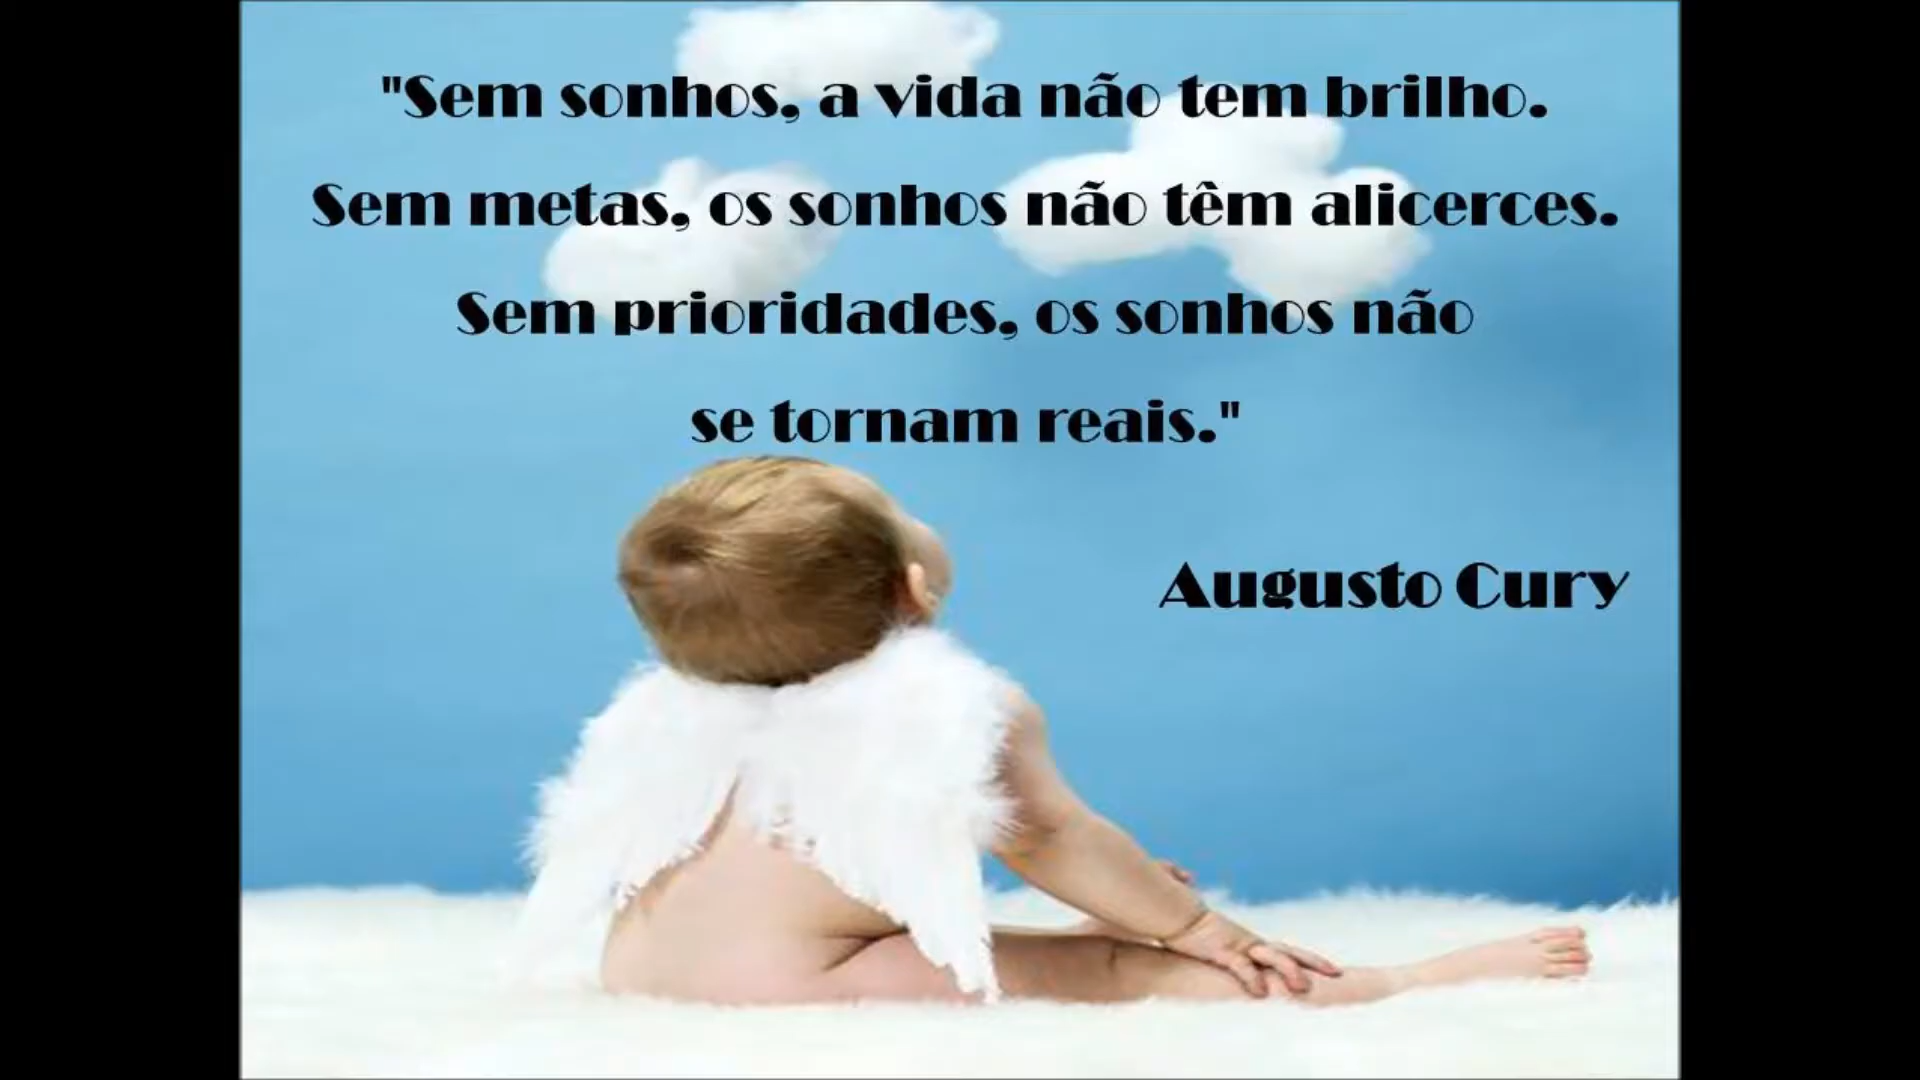 "Sem sonhos, a vida não tem brilho.
Sem metas, os sonhos não têm alicerces.
Sem prioridades, os sonhos não
se tornam reais."
Augusto Cury